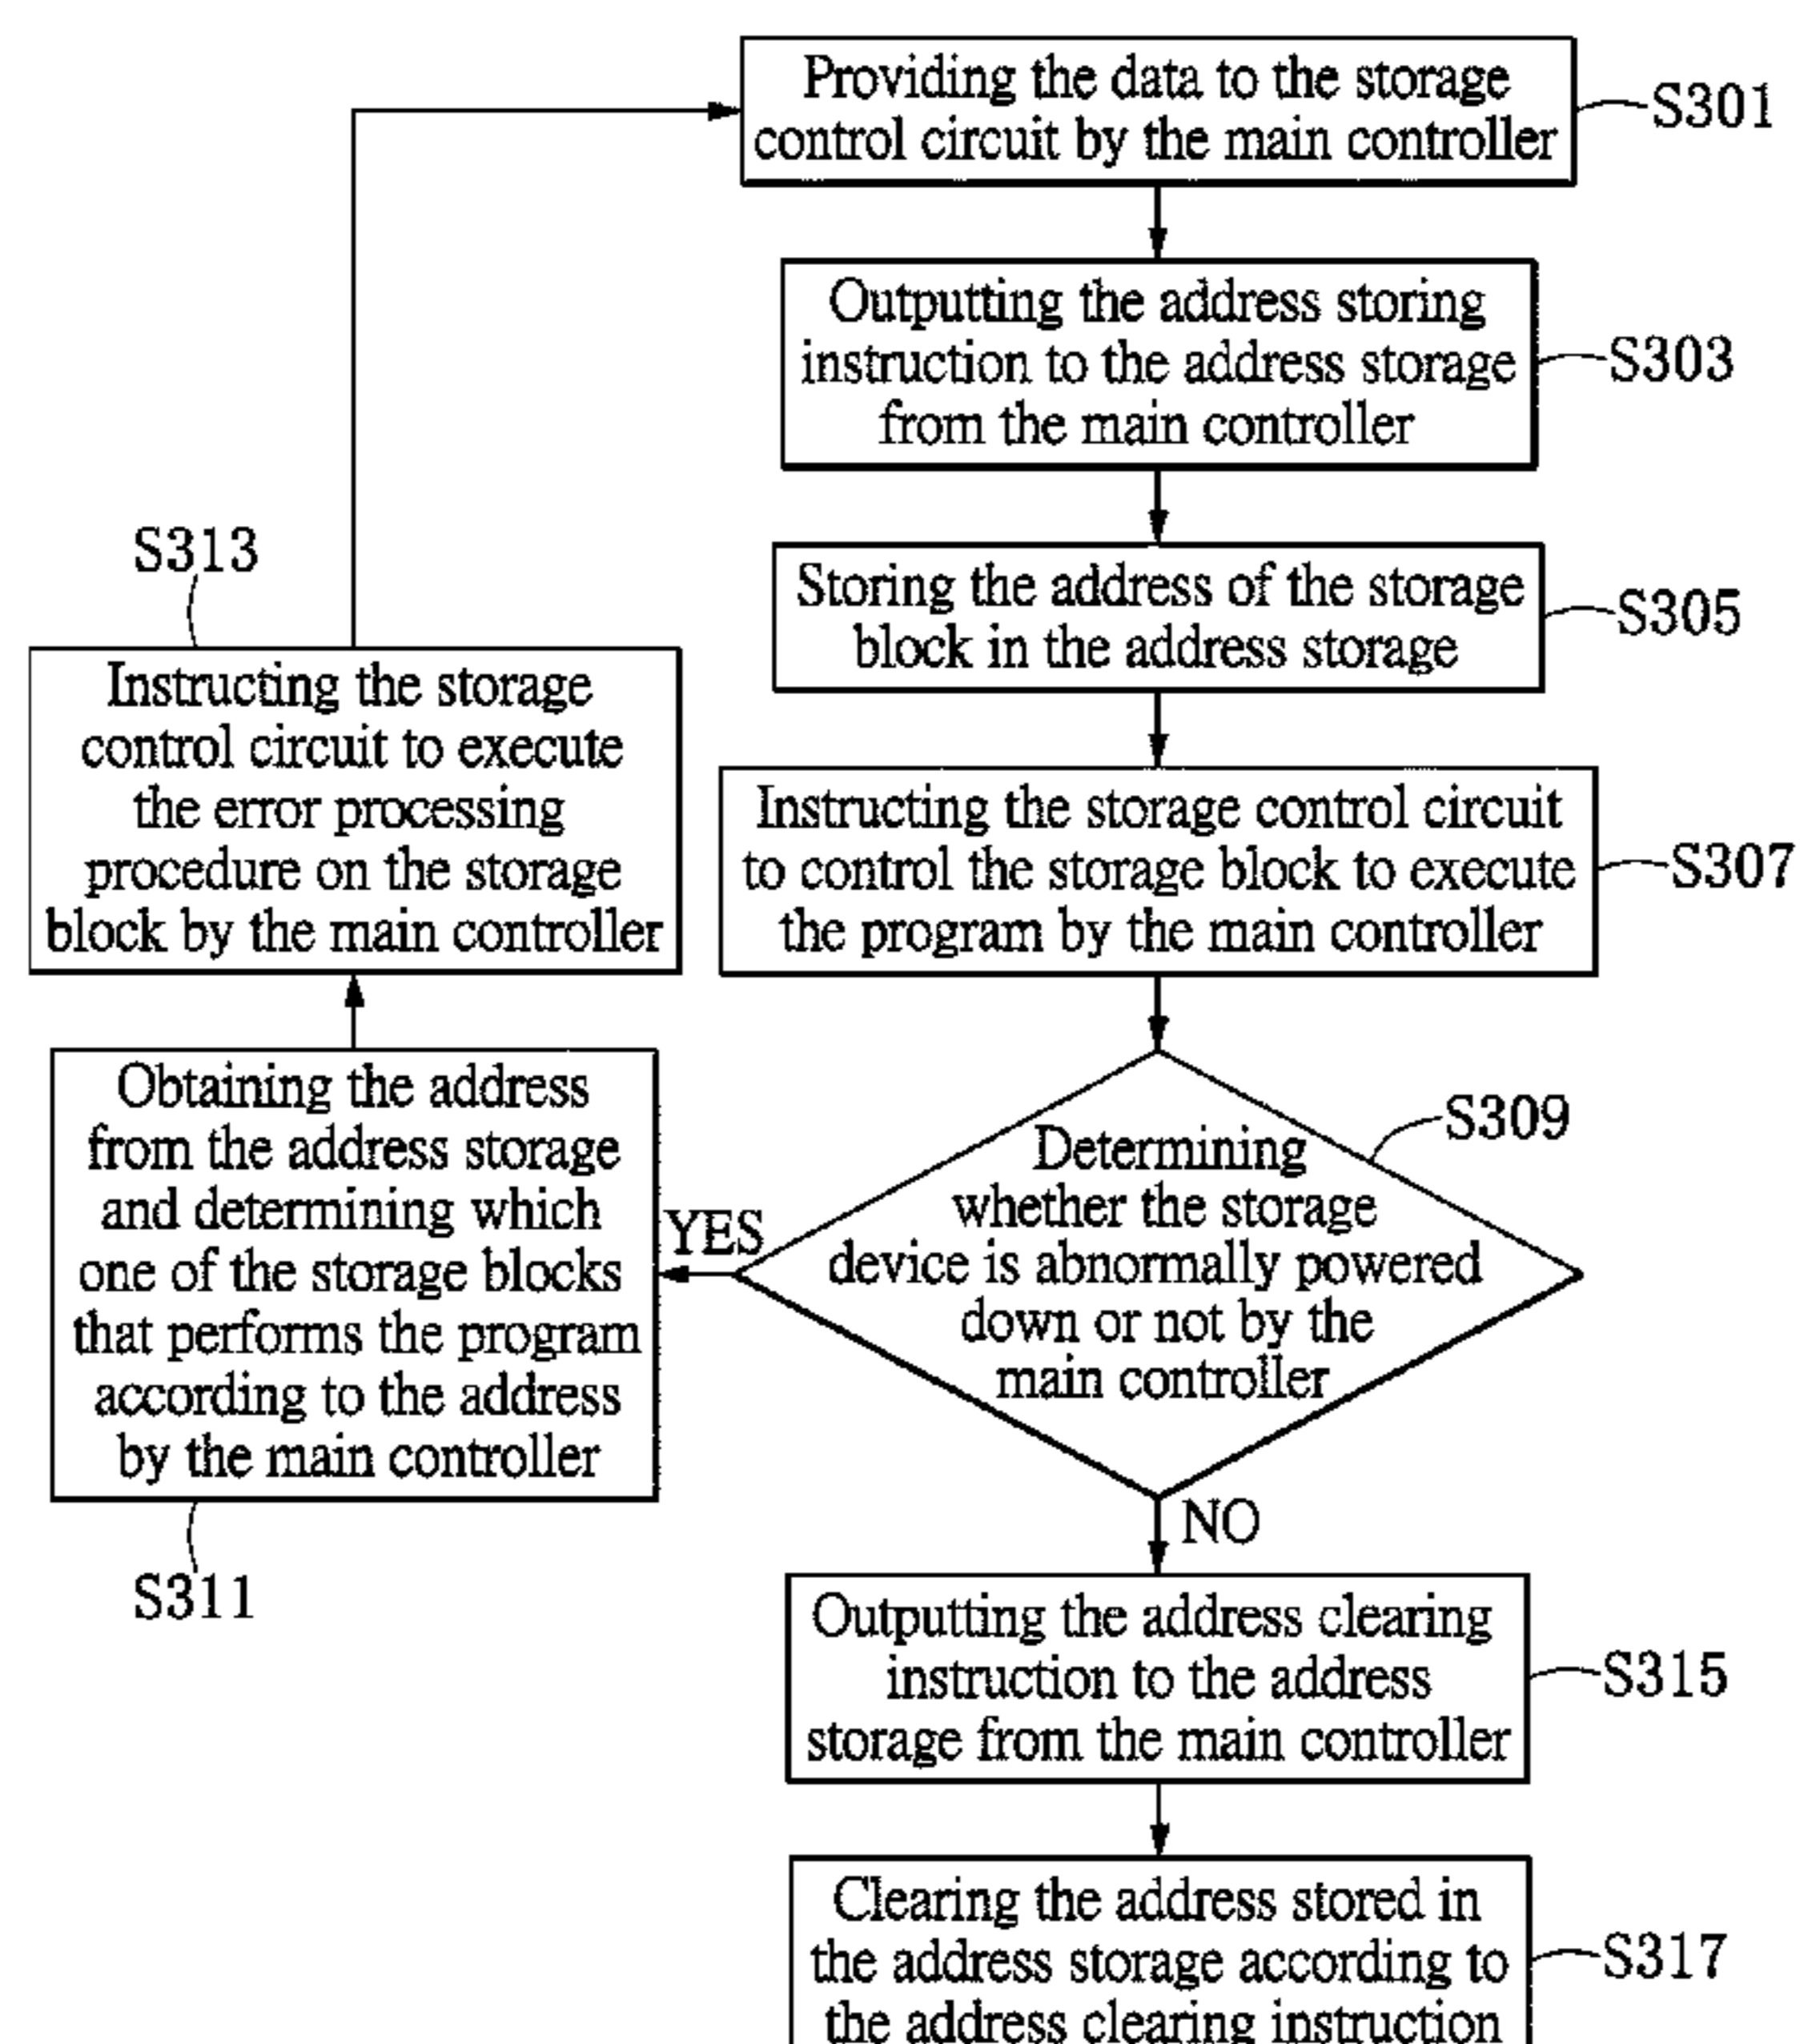 Providing the data to the storage
control circuit by the main controller
S301
Outputting the address storing
instruction to the address storage
from the main controller
S303
Storing the address of the storage
block in the address storage
S305
Instructing the storage control circuit
to control the storage block to execute
the program by the main controller
S307
Determining
whether the storage
device is abnormally powered
down or not by the
main controller
S309
YES
Obtaining the address
from the address storage
and determining which
one of the storage blocks
that performs the program
according to the address
by the main controller
S311
S313
Instructing the storage
control circuit to execute
the error processing
procedure on the storage
block by the main controller
NO
Outputting the address clearing
instruction to the address
storage from the main controller
S315
Clearing the address stored in
the address storage according to
the address clearing instruction
S317